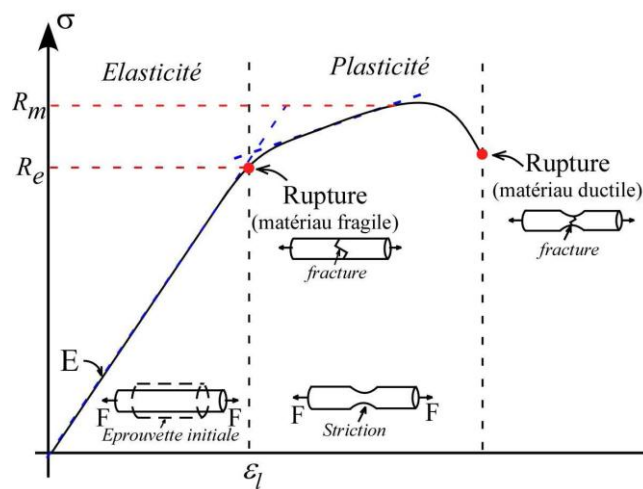 σ
Elasticité
Plasticité
R_m
R_e
Rupture
(matériau fragile)
fracture
Rupture
(matériau ductile)
fracture
E
F
F
Eprouvette initiale
F
F
Striction
ε_l